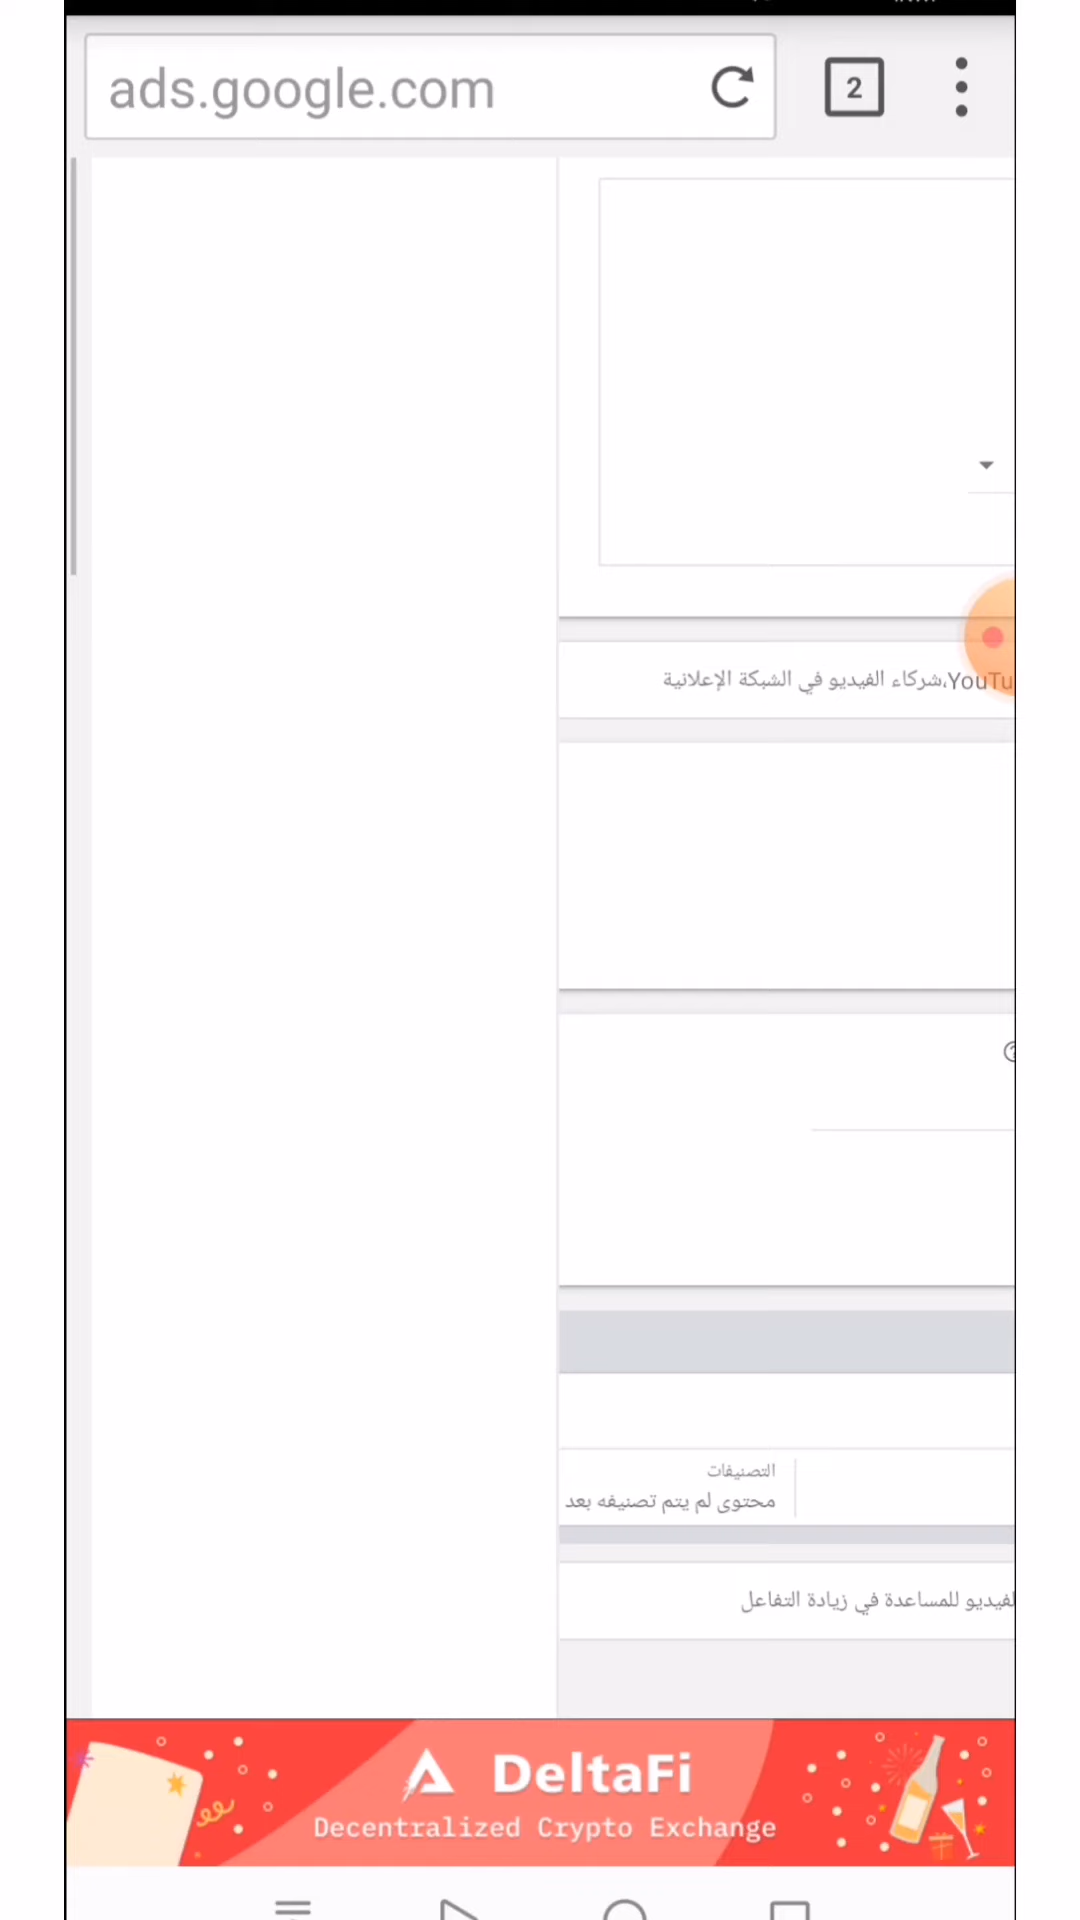 ads.google.com
2
YouTu،شركاء الفيديو في الشبكة الإعلانية
التصنيفات
محتوى لم يتم تصنيفه بعد
لفيديو للمساعدة في زيادة التفاعل
DeltaFi
Decentralized Crypto Exchange